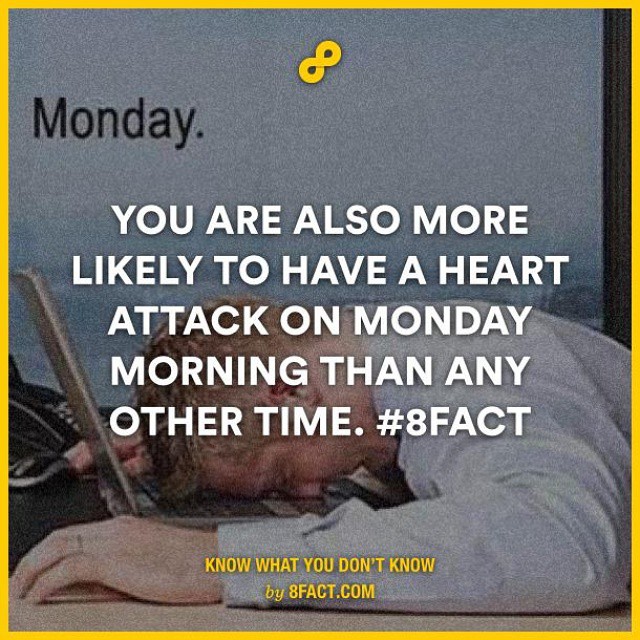 Monday.
YOU ARE ALSO MORE
LIKELY TO HAVE A HEART
ATTACK ON MONDAY
MORNING THAN ANY
OTHER TIME. #8FACT
KNOW WHAT YOU DON'T KNOW
by 8FACT.COM